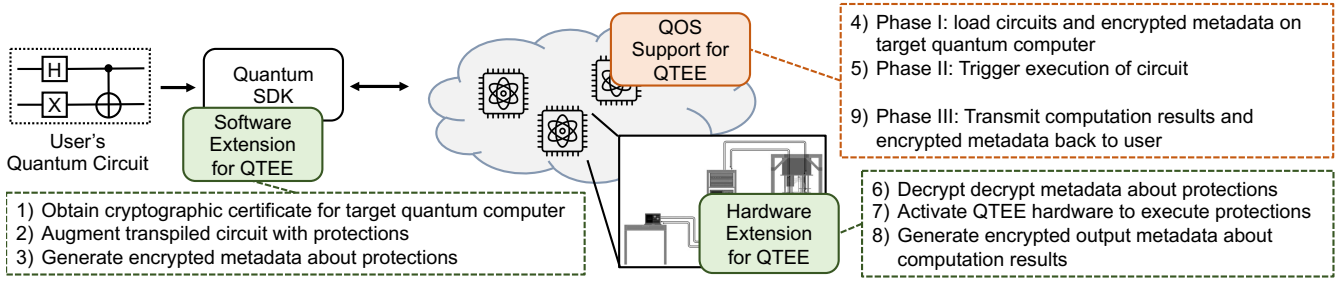 H
X
User's
Quantum Circuit
Quantum
SDK
Software
Extension
for QTEE
QOS
Support for
QTEE
Hardware
Extension
for QTEE
1) Obtain cryptographic certificate for target quantum computer
2) Augment transpiled circuit with protections
3) Generate encrypted metadata about protections
4) Phase I: load circuits and encrypted metadata on
target quantum computer
5) Phase II: Trigger execution of circuit
9) Phase III: Transmit computation results and
encrypted metadata back to user
6) Decrypt decrypt metadata about protections
7) Activate QTEE hardware to execute protections
8) Generate encrypted output metadata about
computation results